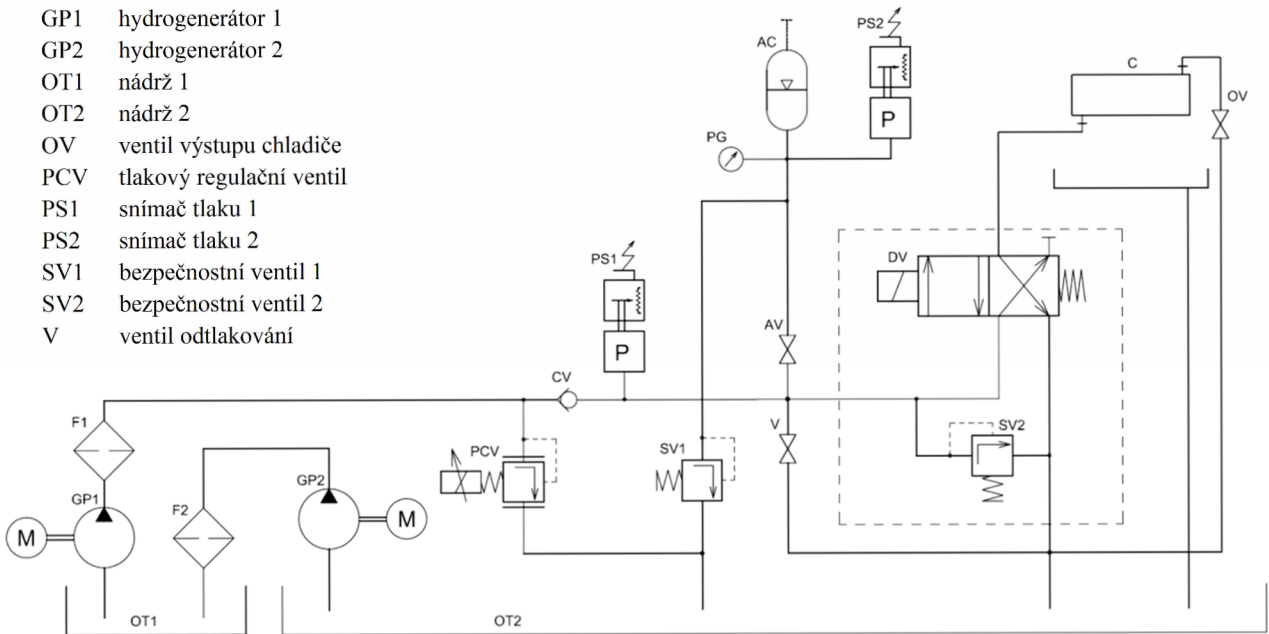 GP1 hydrogenerátor 1
GP2 hydrogenerátor 2
OT1 nádrž 1
OT2 nádrž 2
OV ventil výstupu chladiče
PCV tlakový regulační ventil
PS1 snímač tlaku 1
PS2 snímač tlaku 2
SV1 bezpečnostní ventil 1
SV2 bezpečnostní ventil 2
V ventil odtlakování
PS2
AC
C
OV
P
PG
PS1
DV
P
AV
CV
F1
V
SV2
PCV
SV1
GP1
F2
GP2
M
M
OT1
OT2